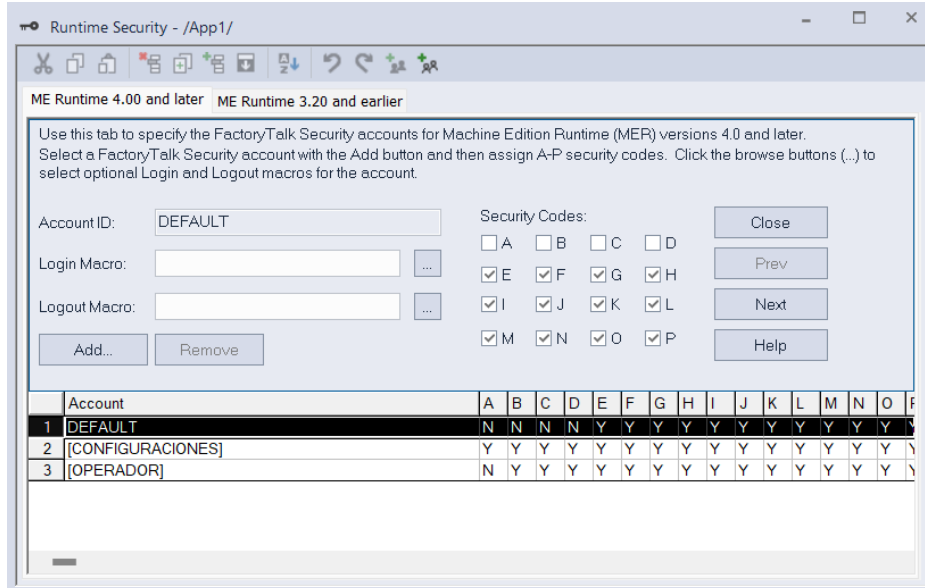 Runtime Security - /App1/
ME Runtime 4.00 and later ME Runtime 3.20 and earlier
Use this tab to specify the FactoryTalk Security accounts for Machine Edition Runtime (MER) versions 4.0 and later.
Select a FactoryTalk Security account with the Add button and then assign A-P security codes. Click the browse buttons (...) to
select optional Login and Logout macros for the account.
Account ID: DEFAULT
Login Macro: ...
Logout Macro: ...
Add... Remove
Security Codes:
A B C D
E F G H
I J K L
M N O P
Close
Prev
Next
Help
Account A B C D E F G H I J K L M N O
1 DEFAULT N N N N Y Y Y Y Y Y Y Y Y Y Y
2 [CONFIGURACIONES] Y Y Y Y Y Y Y Y Y Y Y Y Y Y Y
3 [OPERADOR] N Y Y Y Y Y Y Y Y Y Y Y Y Y Y